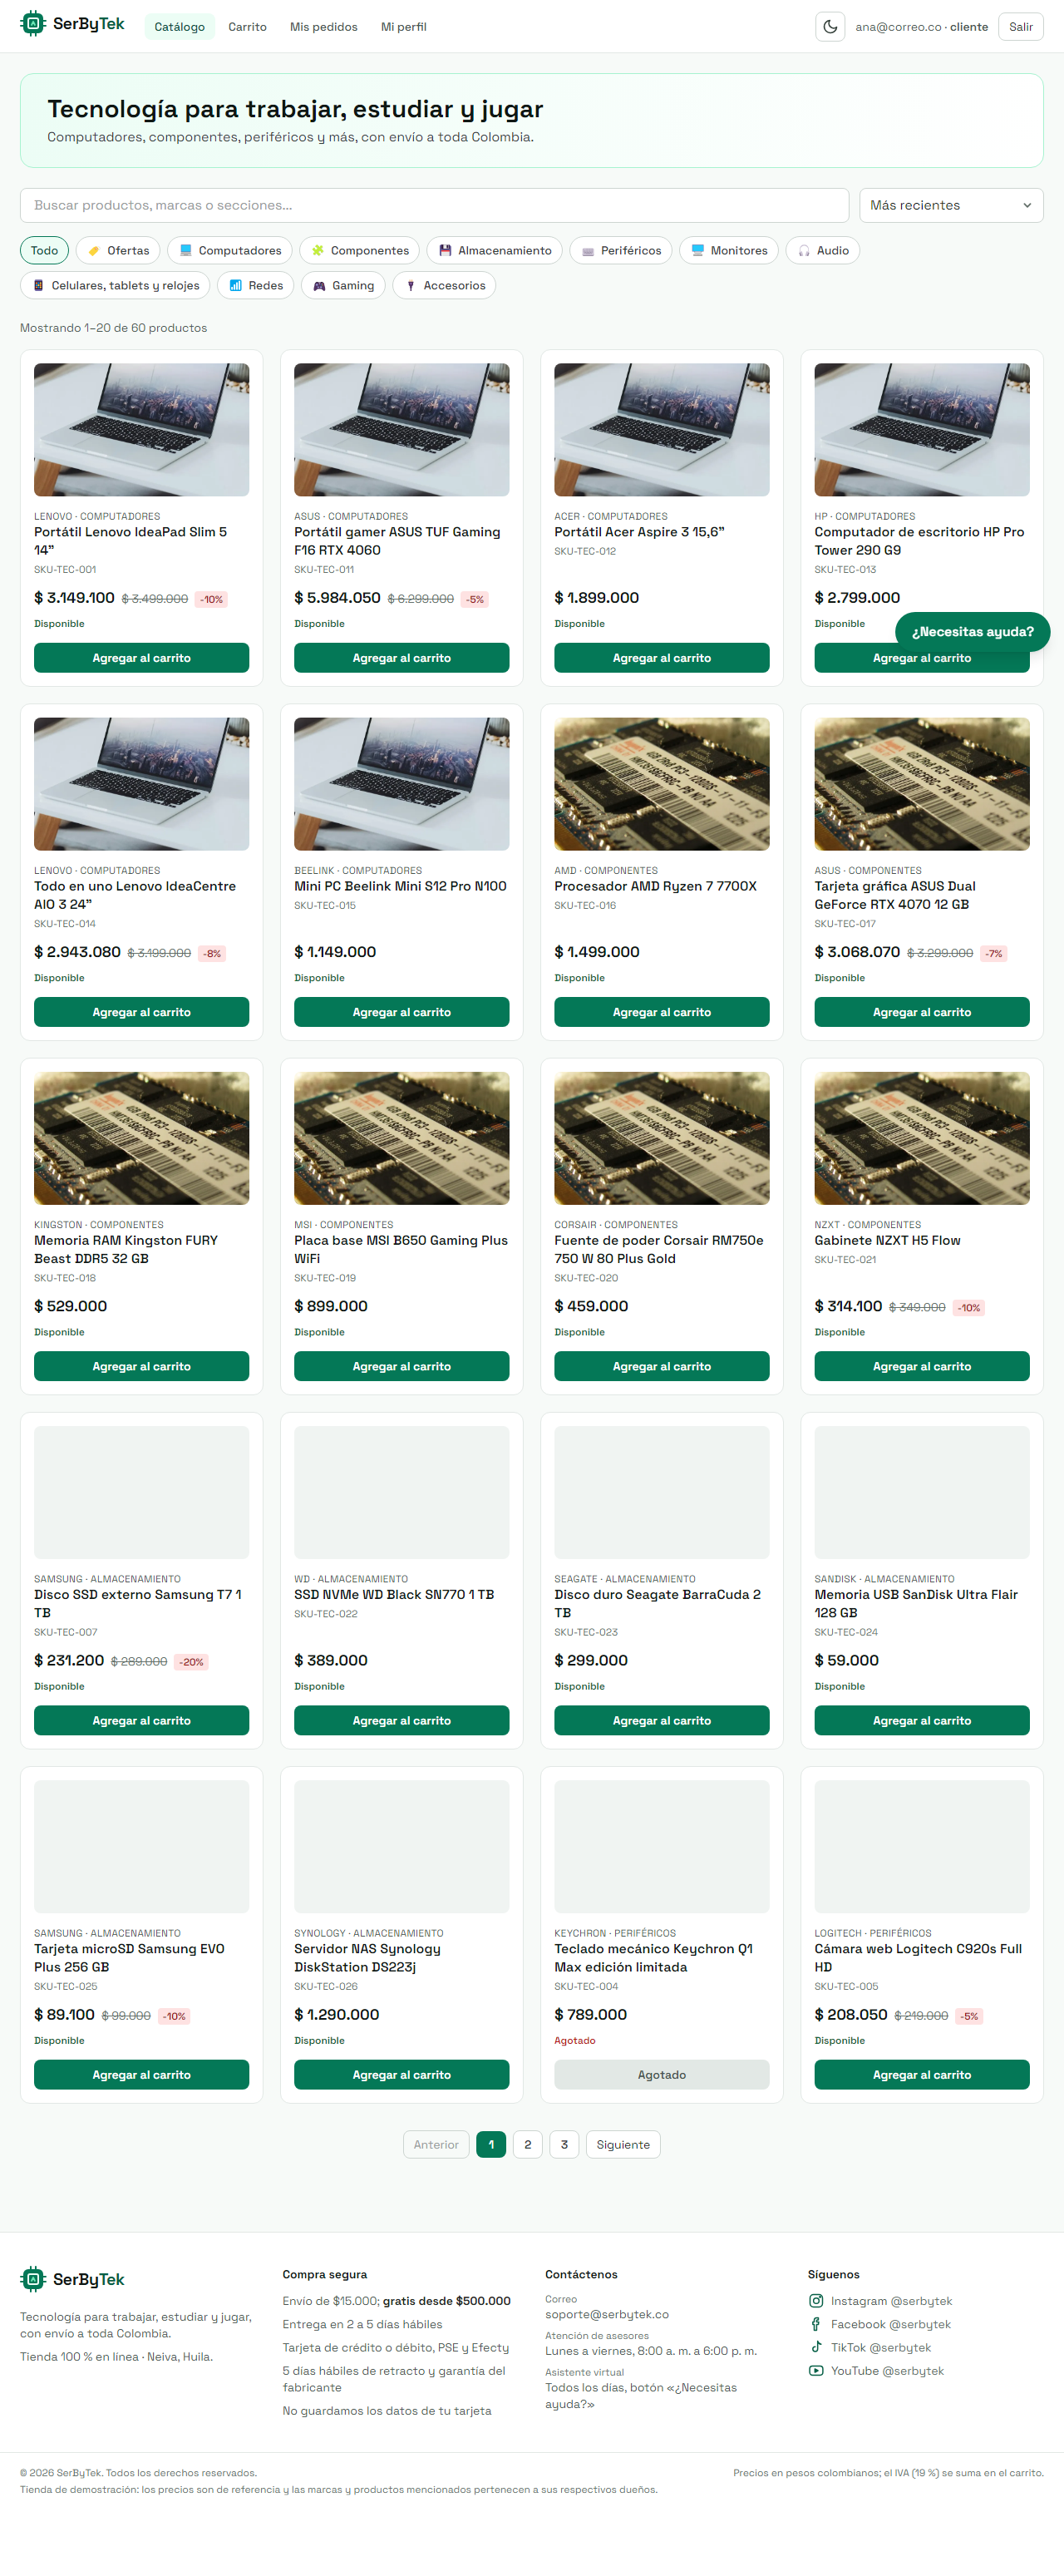 SerByTek
Catálogo
Carrito
Mis pedidos
Mi perfil
ana@correo.co · cliente
Salir
Tecnología para trabajar, estudiar y jugar
Computadores, componentes, periféricos y más, con envío a toda Colombia.
Buscar productos, marcas o secciones...
Más recientes
Todo
Ofertas
Computadores
Componentes
Almacenamiento
Periféricos
Monitores
Audio
Celulares, tablets y relojes
Redes
Gaming
Accesorios
Mostrando 1–20 de 60 productos
LENOVO · COMPUTADORES
Portátil Lenovo IdeaPad Slim 5
14”
SKU-TEC-001
$ 3.149.100 $ 3.499.000 -10%
Disponible
Agregar al carrito
ASUS · COMPUTADORES
Portátil gamer ASUS TUF Gaming
F16 RTX 4060
SKU-TEC-011
$ 5.984.050 $ 6.299.000 -5%
Disponible
Agregar al carrito
ACER · COMPUTADORES
Portátil Acer Aspire 3 15,6”
SKU-TEC-012
$ 1.899.000
Disponible
Agregar al carrito
HP · COMPUTADORES
Computador de escritorio HP Pro
Tower 290 G9
SKU-TEC-013
$ 2.799.000
Disponible
¿Necesitas ayuda?
Agregar al carrito
LENOVO · COMPUTADORES
Todo en uno Lenovo IdeaCentre
AIO 3 24”
SKU-TEC-014
$ 2.943.080 $ 3.199.000 -8%
Disponible
Agregar al carrito
BEELINK · COMPUTADORES
Mini PC Beelink Mini S12 Pro N100
SKU-TEC-015
$ 1.149.000
Disponible
Agregar al carrito
AMD · COMPONENTES
Procesador AMD Ryzen 7 7700X
SKU-TEC-016
$ 1.499.000
Disponible
Agregar al carrito
ASUS · COMPONENTES
Tarjeta gráfica ASUS Dual
GeForce RTX 4070 12 GB
SKU-TEC-017
$ 3.068.070 $ 3.299.000 -7%
Disponible
Agregar al carrito
KINGSTON · COMPONENTES
Memoria RAM Kingston FURY
Beast DDR5 32 GB
SKU-TEC-018
$ 529.000
Disponible
Agregar al carrito
MSI · COMPONENTES
Placa base MSI B650 Gaming Plus
WiFi
SKU-TEC-019
$ 899.000
Disponible
Agregar al carrito
CORSAIR · COMPONENTES
Fuente de poder Corsair RM750e
750 W 80 Plus Gold
SKU-TEC-020
$ 459.000
Disponible
Agregar al carrito
NZXT · COMPONENTES
Gabinete NZXT H5 Flow
SKU-TEC-021
$ 314.100 $ 349.000 -10%
Disponible
Agregar al carrito
SAMSUNG · ALMACENAMIENTO
Disco SSD externo Samsung T7 1
TB
SKU-TEC-007
$ 231.200 $ 289.000 -20%
Disponible
Agregar al carrito
WD · ALMACENAMIENTO
SSD NVMe WD Black SN770 1 TB
SKU-TEC-022
$ 389.000
Disponible
Agregar al carrito
SEAGATE · ALMACENAMIENTO
Disco duro Seagate BarraCuda 2
TB
SKU-TEC-023
$ 299.000
Disponible
Agregar al carrito
SANDISK · ALMACENAMIENTO
Memoria USB SanDisk Ultra Flair
128 GB
SKU-TEC-024
$ 59.000
Disponible
Agregar al carrito
SAMSUNG · ALMACENAMIENTO
Tarjeta microSD Samsung EVO
Plus 256 GB
SKU-TEC-025
$ 89.100 $ 99.000 -10%
Disponible
Agregar al carrito
SYNOLOGY · ALMACENAMIENTO
Servidor NAS Synology
DiskStation DS223j
SKU-TEC-026
$ 1.290.000
Disponible
Agregar al carrito
KEYCHRON · PERIFÉRICOS
Teclado mecánico Keychron Q1
Max edición limitada
SKU-TEC-004
$ 789.000
Agotado
Agotado
LOGITECH · PERIFÉRICOS
Cámara web Logitech C920s Full
HD
SKU-TEC-005
$ 208.050 $ 219.000 -5%
Disponible
Agregar al carrito
Anterior
1
2
3
Siguiente
SerByTek
Tecnología para trabajar, estudiar y jugar,
con envío a toda Colombia.
Tienda 100 % en línea · Neiva, Huila.
Compra segura
Envío de $15.000; gratis desde $500.000
Entrega en 2 a 5 días hábiles
Tarjeta de crédito o débito, PSE y Efecty
5 días hábiles de retracto y garantía del
fabricante
No guardamos los datos de tu tarjeta
Contáctenos
Correo
soporte@serbytek.co
Atención de asesores
Lunes a viernes, 8:00 a. m. a 6:00 p. m.
Asistente virtual
Todos los días, botón «¿Necesitas
ayuda?»
Síguenos
Instagram @serbytek
Facebook @serbytek
TikTok @serbytek
YouTube @serbytek
© 2026 SerByTek. Todos los derechos reservados.
Precios en pesos colombianos; el IVA (19 %) se suma en el carrito.
Tienda de demostración: los precios son de referencia y las marcas y productos mencionados pertenecen a sus respectivos dueños.